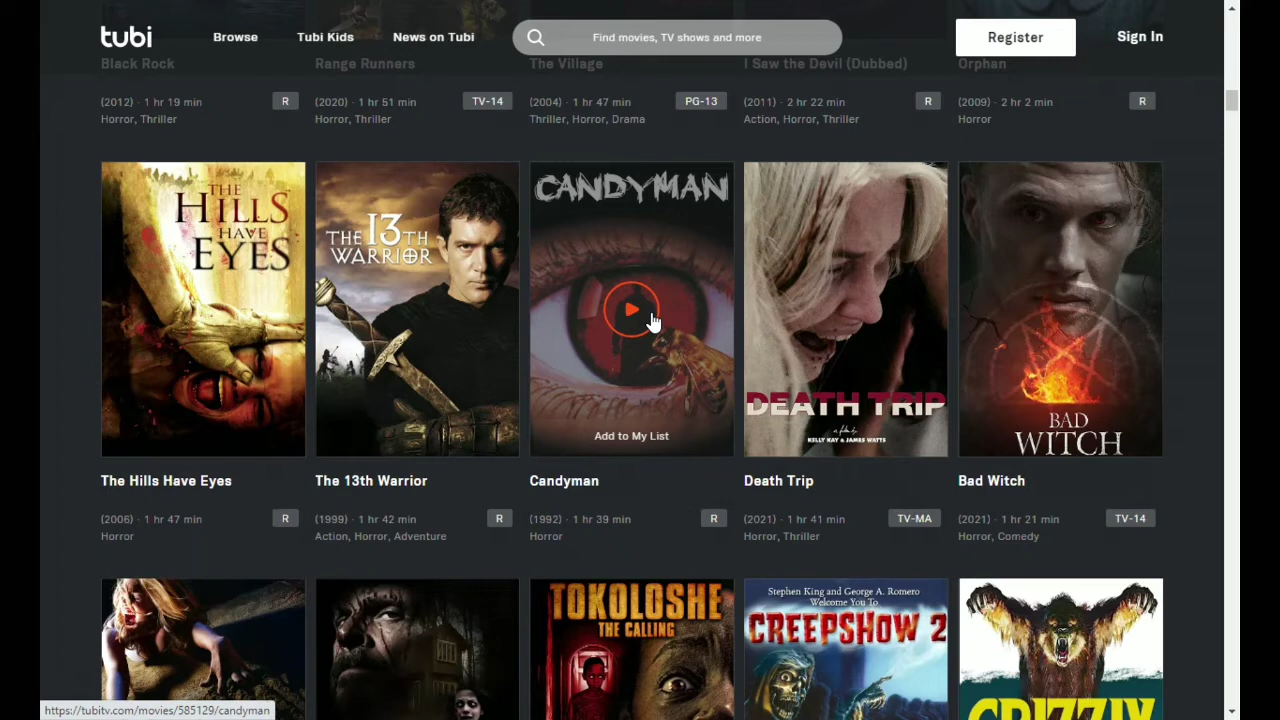 tubi
Browse
Tubi Kids
News on Tubi
Find movies, TV shows and more
Register
Sign In
Black Rock
Range Runners
The Village
I Saw the Devil (Dubbed)
Orphan
(2012) · 1 hr 19 min
R
(2020) · 1 hr 51 min
TV-14
(2004) · 1 hr 47 min
PG-13
(2011) · 2 hr 22 min
R
(2009) · 2 hr 2 min
R
Horror, Thriller
Horror, Thriller
Thriller, Horror, Drama
Action, Horror, Thriller
Horror
THE
HILLS
HAVE
EYES
THE 13TH
WARRIOR
CANDYMAN
Add to My List
DEATH TRIP
a film by
KELLY KAY & JAMES WATTS
BAD
WITCH
The Hills Have Eyes
The 13th Warrior
Candyman
Death Trip
Bad Witch
(2006) · 1 hr 47 min
R
(1999) · 1 hr 42 min
R
(1992) · 1 hr 39 min
R
(2021) · 1 hr 41 min
TV-MA
(2021) · 1 hr 21 min
TV-14
Horror
Action, Horror, Adventure
Horror
Horror, Thriller
Horror, Comedy
TOKOLOSHE
THE CALLING
Stephen King and George A. Romero
Welcome You To
CREEPSHOW 2
GRIZZLY
https://tubitv.com/movies/585129/candyman